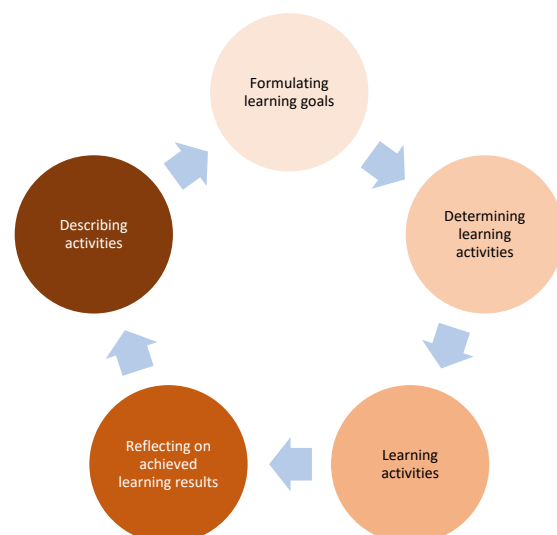 Formulating
learning goals
Determining
learning
activities
Learning
activities
Reflecting on
achieved
learning results
Describing
activities